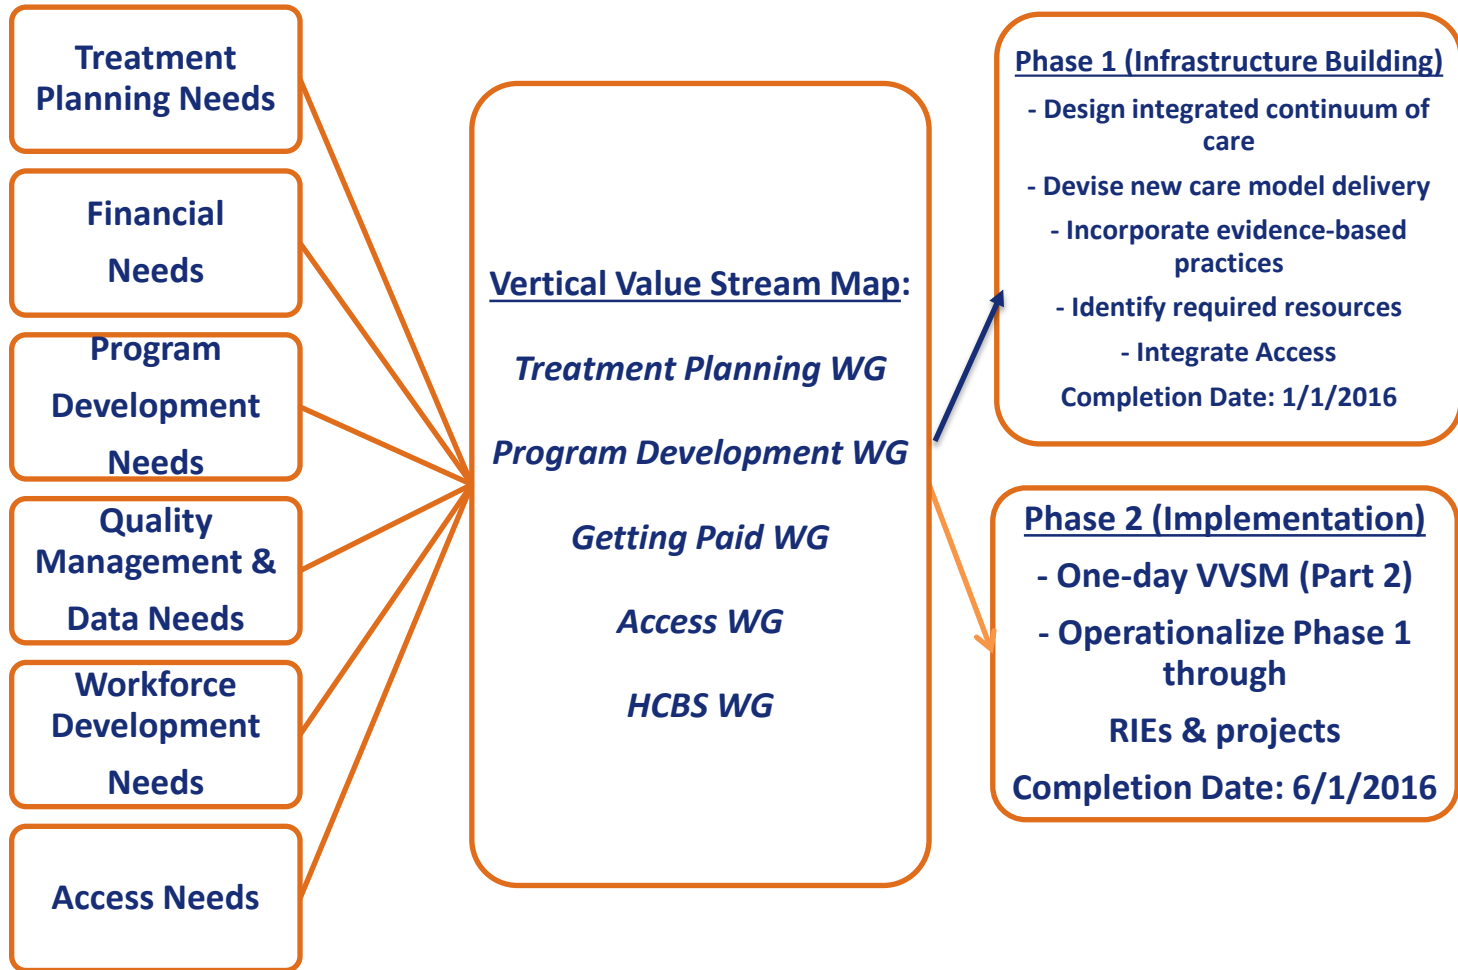 Treatment
Planning Needs
Financial
Needs
Program
Development
Needs
Quality
Management &
Data Needs
Workforce
Development
Needs
Access Needs
Vertical Value Stream Map:
Treatment Planning WG
Program Development WG
Getting Paid WG
Access WG
HCBS WG
Phase 1 (Infrastructure Building)
- Design integrated continuum of
care
- Devise new care model delivery
- Incorporate evidence-based
practices
- Identify required resources
- Integrate Access
Completion Date: 1/1/2016
Phase 2 (Implementation)
- One-day VVSM (Part 2)
- Operationalize Phase 1
through
RIEs & projects
Completion Date: 6/1/2016